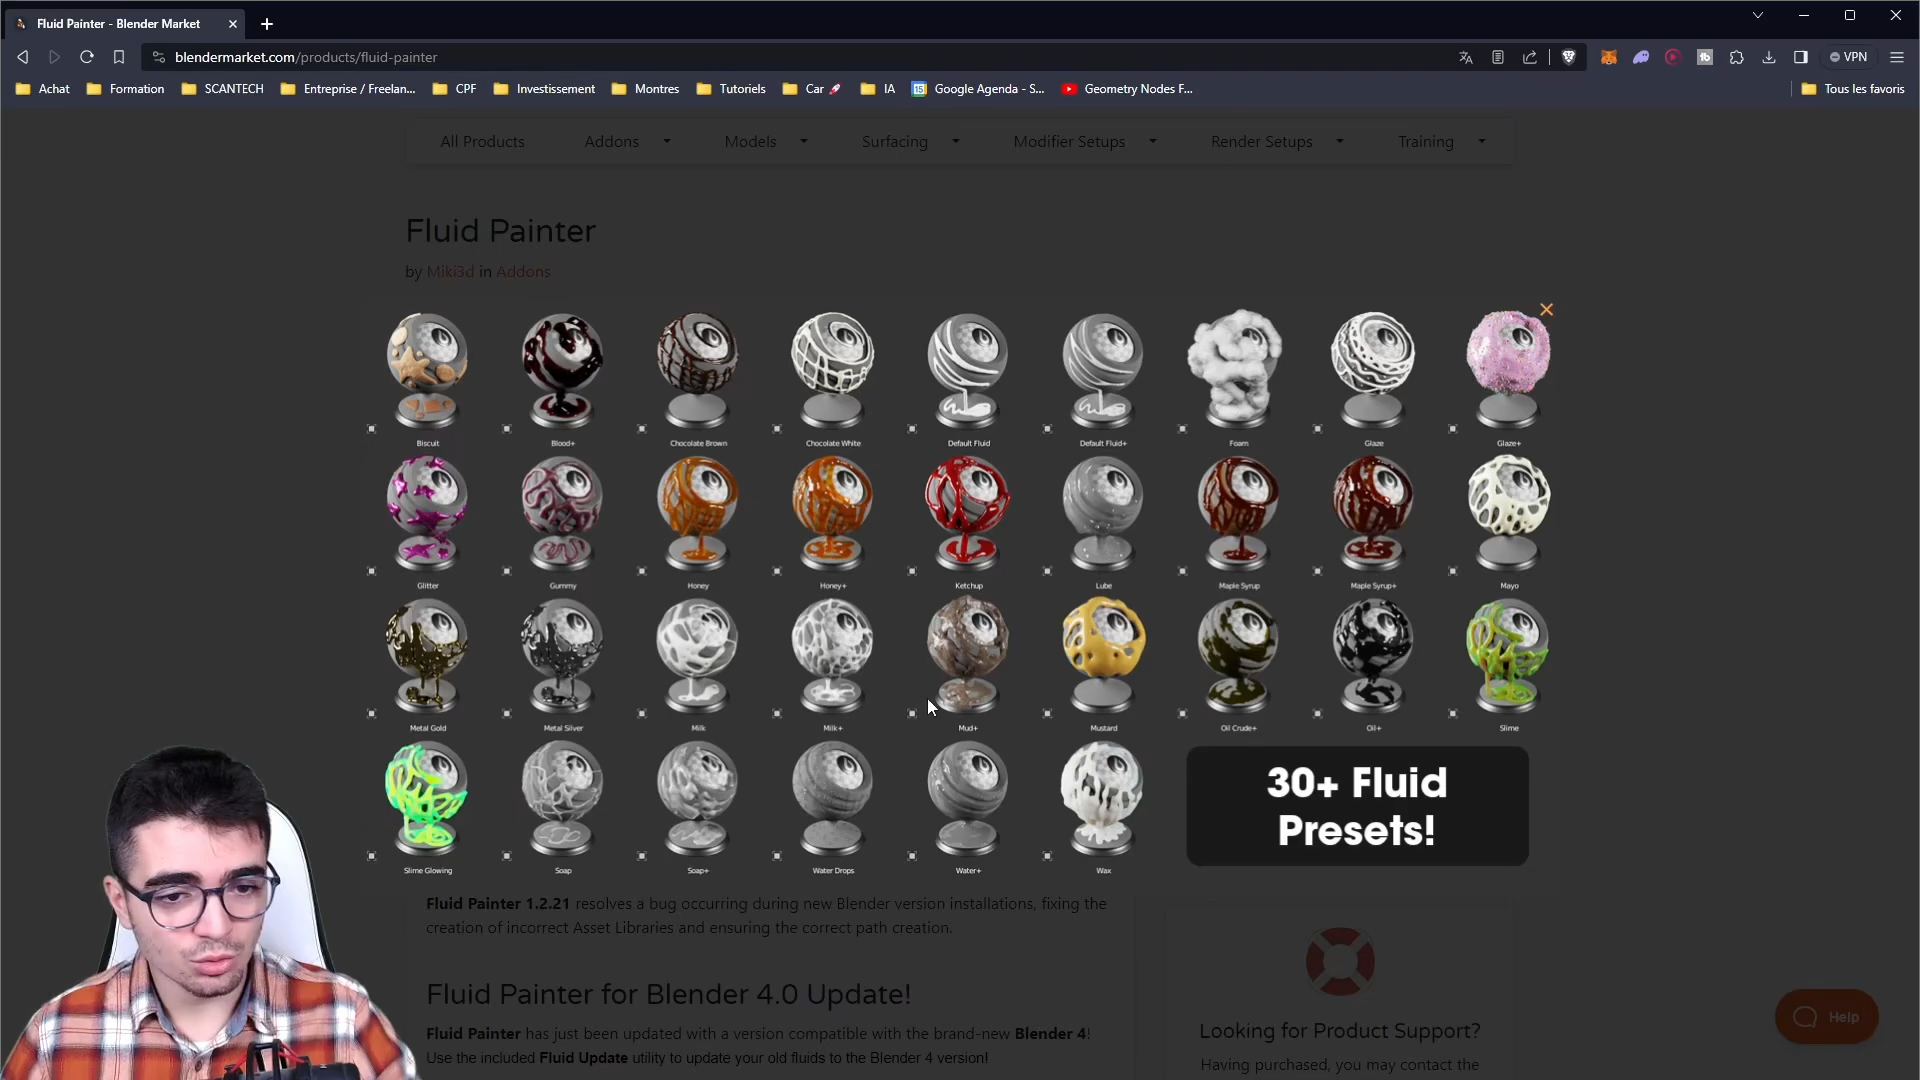 Fluid Painter - Blender Market
blendermarket.com/products/fluid-painter
VPN
Achat
Formation
SCANTECH
Entreprise / Freelan...
CPF
Investissement
Montres
Tutoriels
Car 🚀
IA
15
Google Agenda - S...
Geometry Nodes F...
Tous les favoris
All Products
Addons
Models
Surfacing
Modifier Setups
Render Setups
Training
Fluid Painter
by Miki3d in Addons
Biscuit
Blood+
Chocolate Brown
Chocolate White
Default Fluid
Default Fluid+
Foam
Glaze
Glaze+
Glitter
Gummy
Honey
Honey+
Ketchup
Lube
Maple Syrup
Maple Syrup+
Mayo
Metal Gold
Metal Silver
Milk
Milk+
Mud+
Mustard
Oil Crude+
Oil+
Slime
Slime Glowing
Soap
Soap+
Water Drops
Water+
Wax
30+ Fluid
Presets!
Fluid Painter 1.2.21 resolves a bug occurring during new Blender version installations, fixing the
creation of incorrect Asset Libraries and ensuring the correct path creation.
Fluid Painter for Blender 4.0 Update!
Fluid Painter has just been updated with a version compatible with the brand-new Blender 4!
Use the included Fluid Update utility to update your old fluids to the Blender 4 version!
Looking for Product Support?
Having purchased, you may contact the
Help